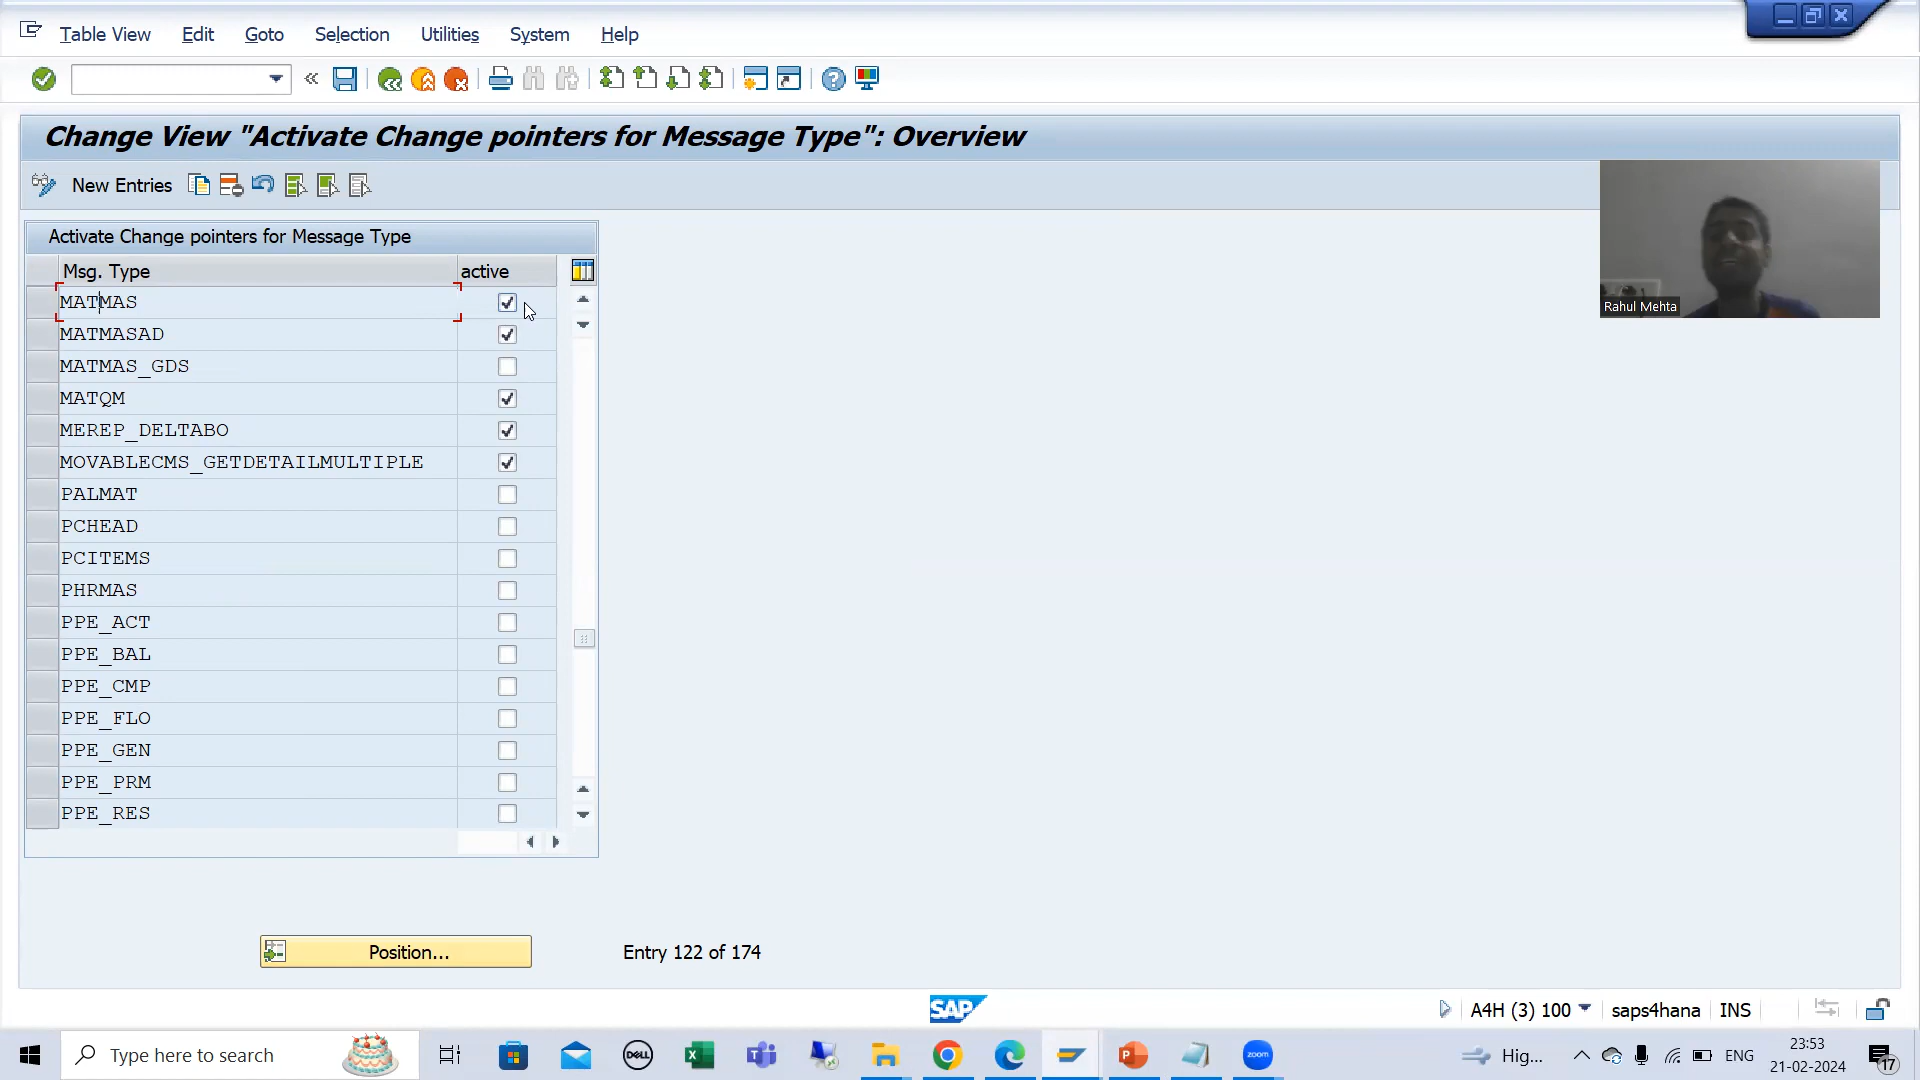 Table View Edit Goto Selection Utilities System Help
Change View "Activate Change pointers for Message Type": Overview
New Entries
Activate Change pointers for Message Type
Msg. Type active
MATMAS
MATMASAD
MATMAS_GDS
MATQM
MEREP_DELTABO
MOVABLECMS_GETDETAILMULTIPLE
PALMAT
PCHEAD
PCITEMS
PHRMAS
PPE_ACT
PPE_BAL
PPE_CMP
PPE_FLO
PPE_GEN
PPE_PRM
PPE_RES
Rahul Mehta
Position... Entry 122 of 174
SAP A4H (3) 100 saps4hana INS
Type here to search DELL zoom Hig... ENG 23:53
21-02-2024 17